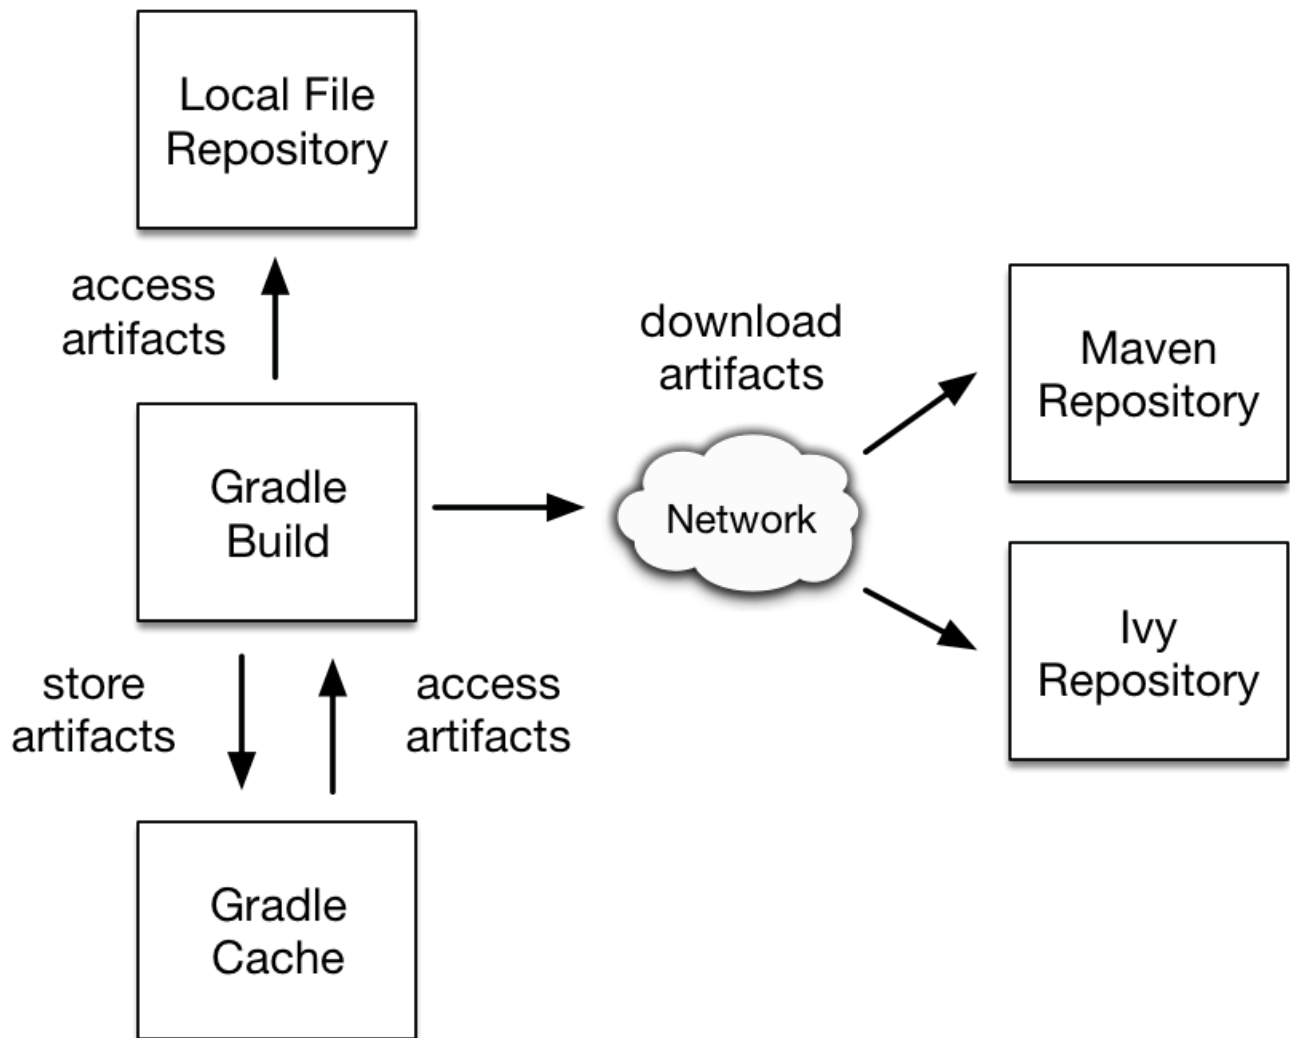 Local File
Repository
access
artifacts
download
artifacts
Maven
Repository
Gradle
Build
Network
Ivy
Repository
store
artifacts
access
artifacts
Gradle
Cache